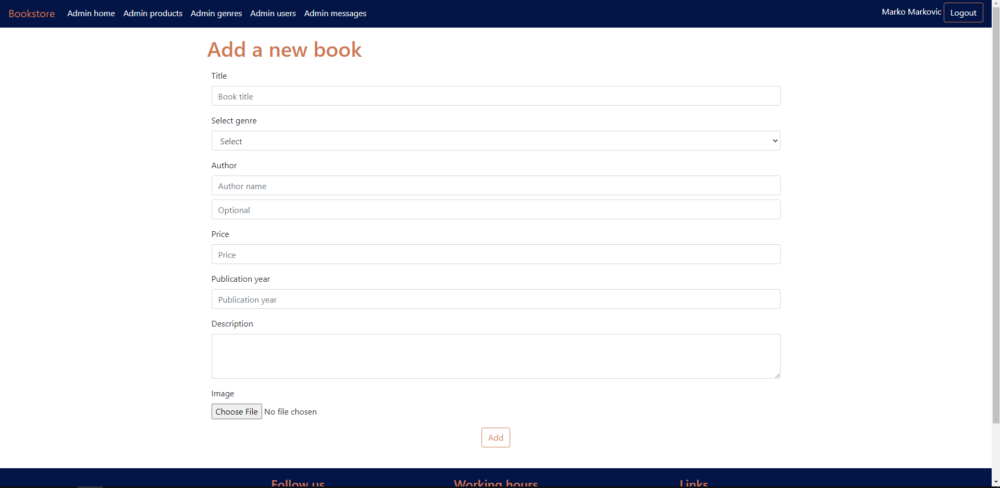 Bookstore Admin home Admin products Admin genres Admin users Admin messages Marko Markovic Logout
Add a new book
Title
Book title
Select genre
Select
Author
Author name
Optional
Price
Price
Publication year
Publication year
Description
Image
Choose File No file chosen
Add
Follow us Working hours Links